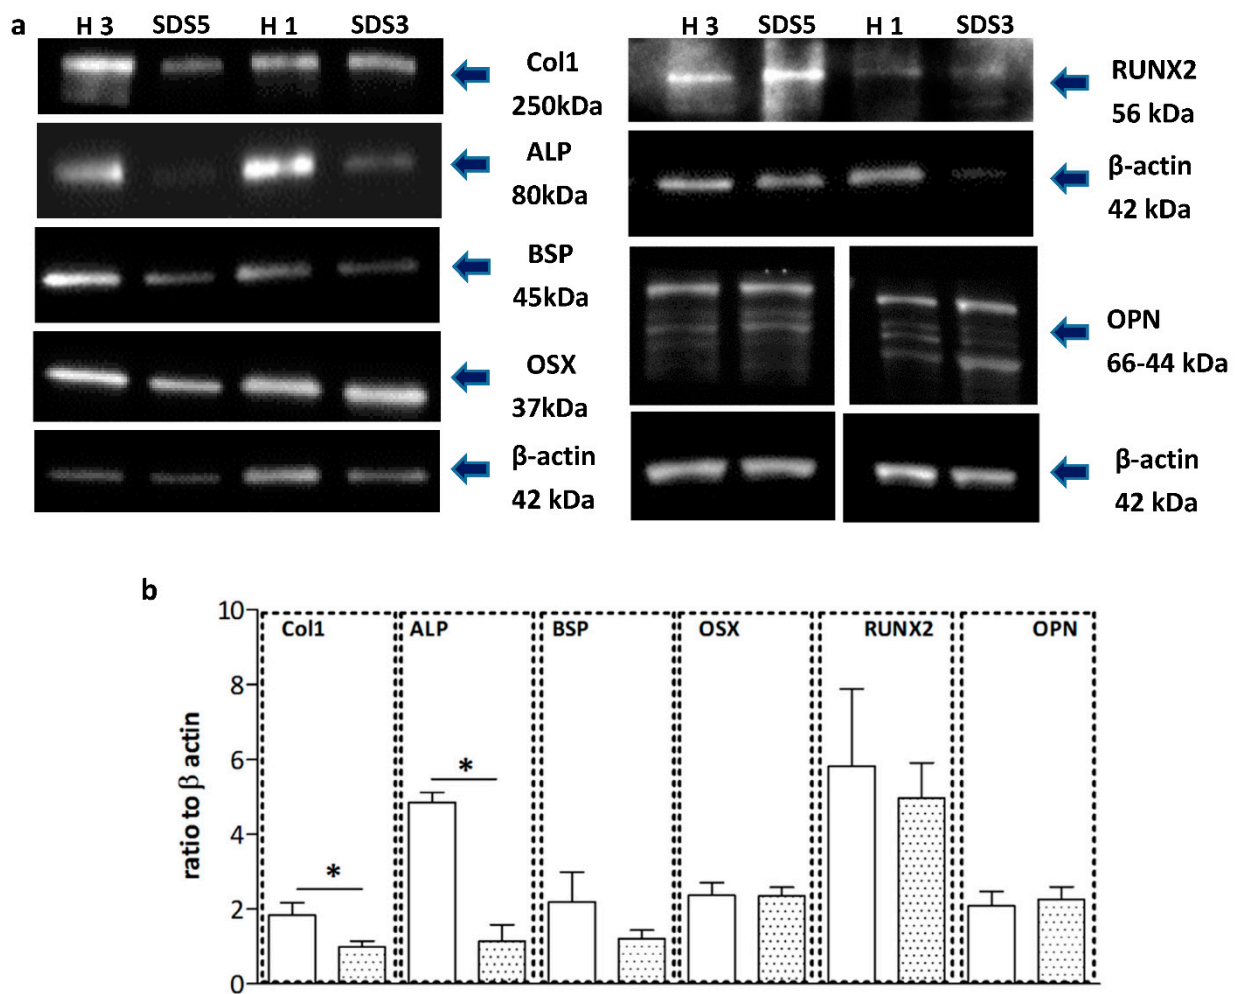 a
H 3 SDS5 H 1 SDS3
Col1
250kDa
ALP
80kDa
BSP
45kDa
OSX
37kDa
β-actin
42 kDa
H 3 SDS5 H 1 SDS3
RUNX2
56 kDa
β-actin
42 kDa
OPN
66-44 kDa
β-actin
42 kDa
b
ratio to β actin
10
8
6
4
2
0
Col1 ALP BSP OSX RUNX2 OPN
*
*